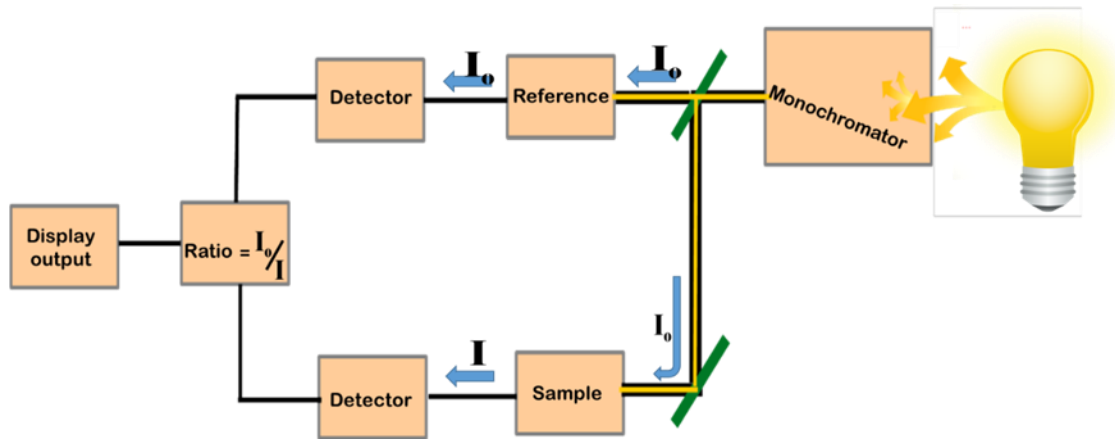 I₀
I₀
Detector
Reference
Monochromator
...
Display
output
Ratio = I₀/I
I₀
I
Detector
Sample